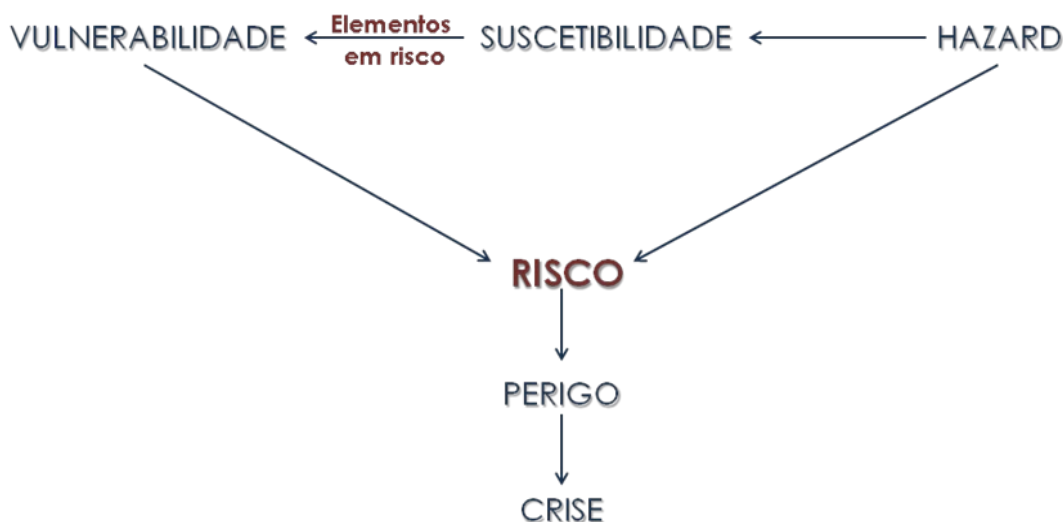 VULNERABILIDADE
Elementos
em risco
SUSCETIBILIDADE
HAZARD
RISCO
PERIGO
CRISE